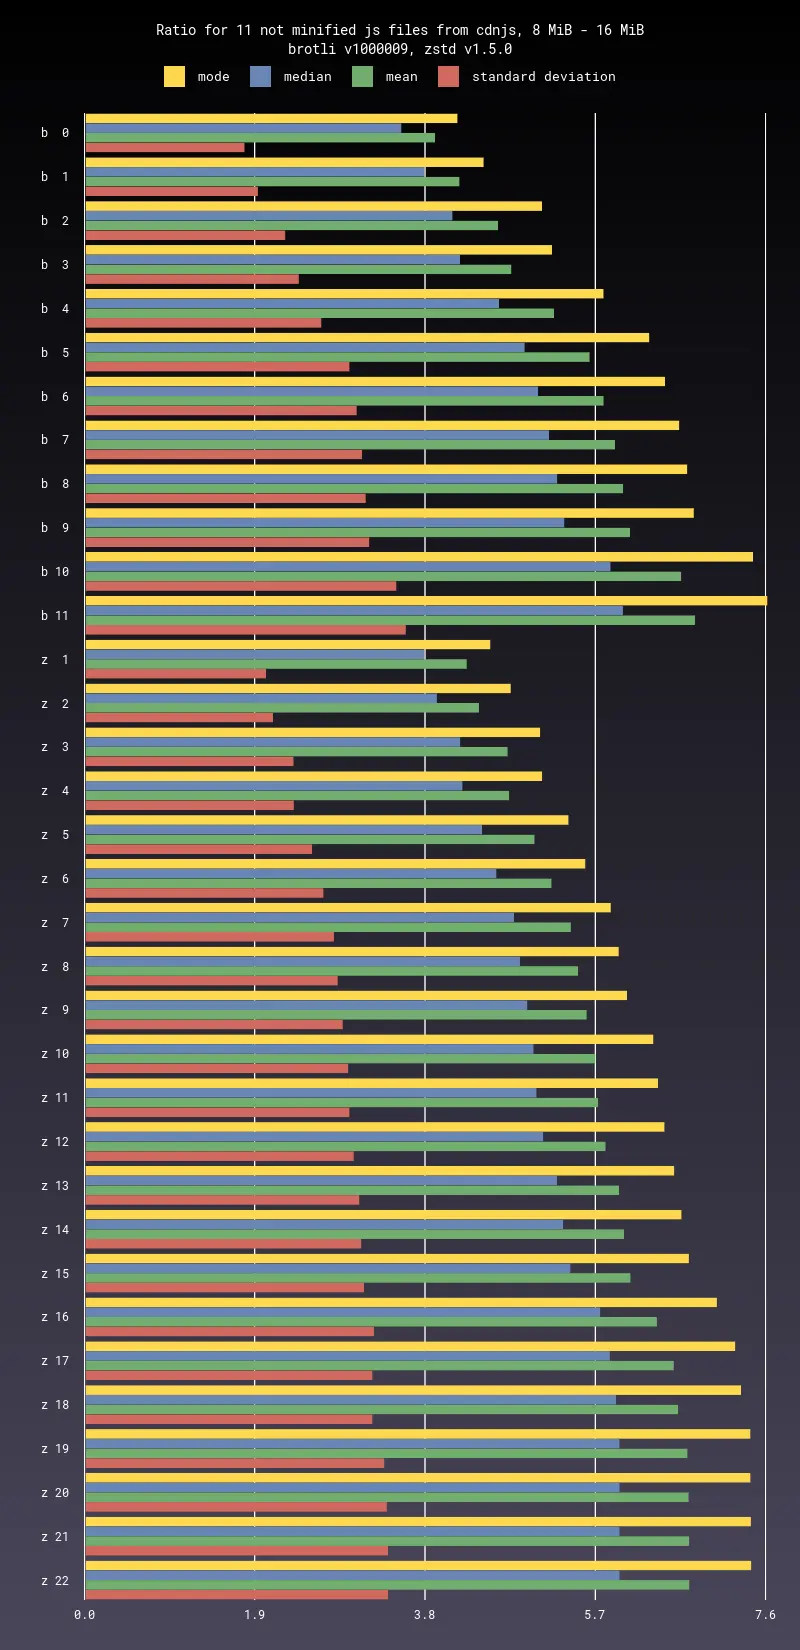 Ratio for 11 not minified js files from cdnjs, 8 MiB - 16 MiB
brotli v1000009, zstd v1.5.0
mode median mean standard deviation
b 0
b 1
b 2
b 3
b 4
b 5
b 6
b 7
b 8
b 9
b 10
b 11
z 1
z 2
z 3
z 4
z 5
z 6
z 7
z 8
z 9
z 10
z 11
z 12
z 13
z 14
z 15
z 16
z 17
z 18
z 19
z 20
z 21
z 22
0.0 1.9 3.8 5.7 7.6